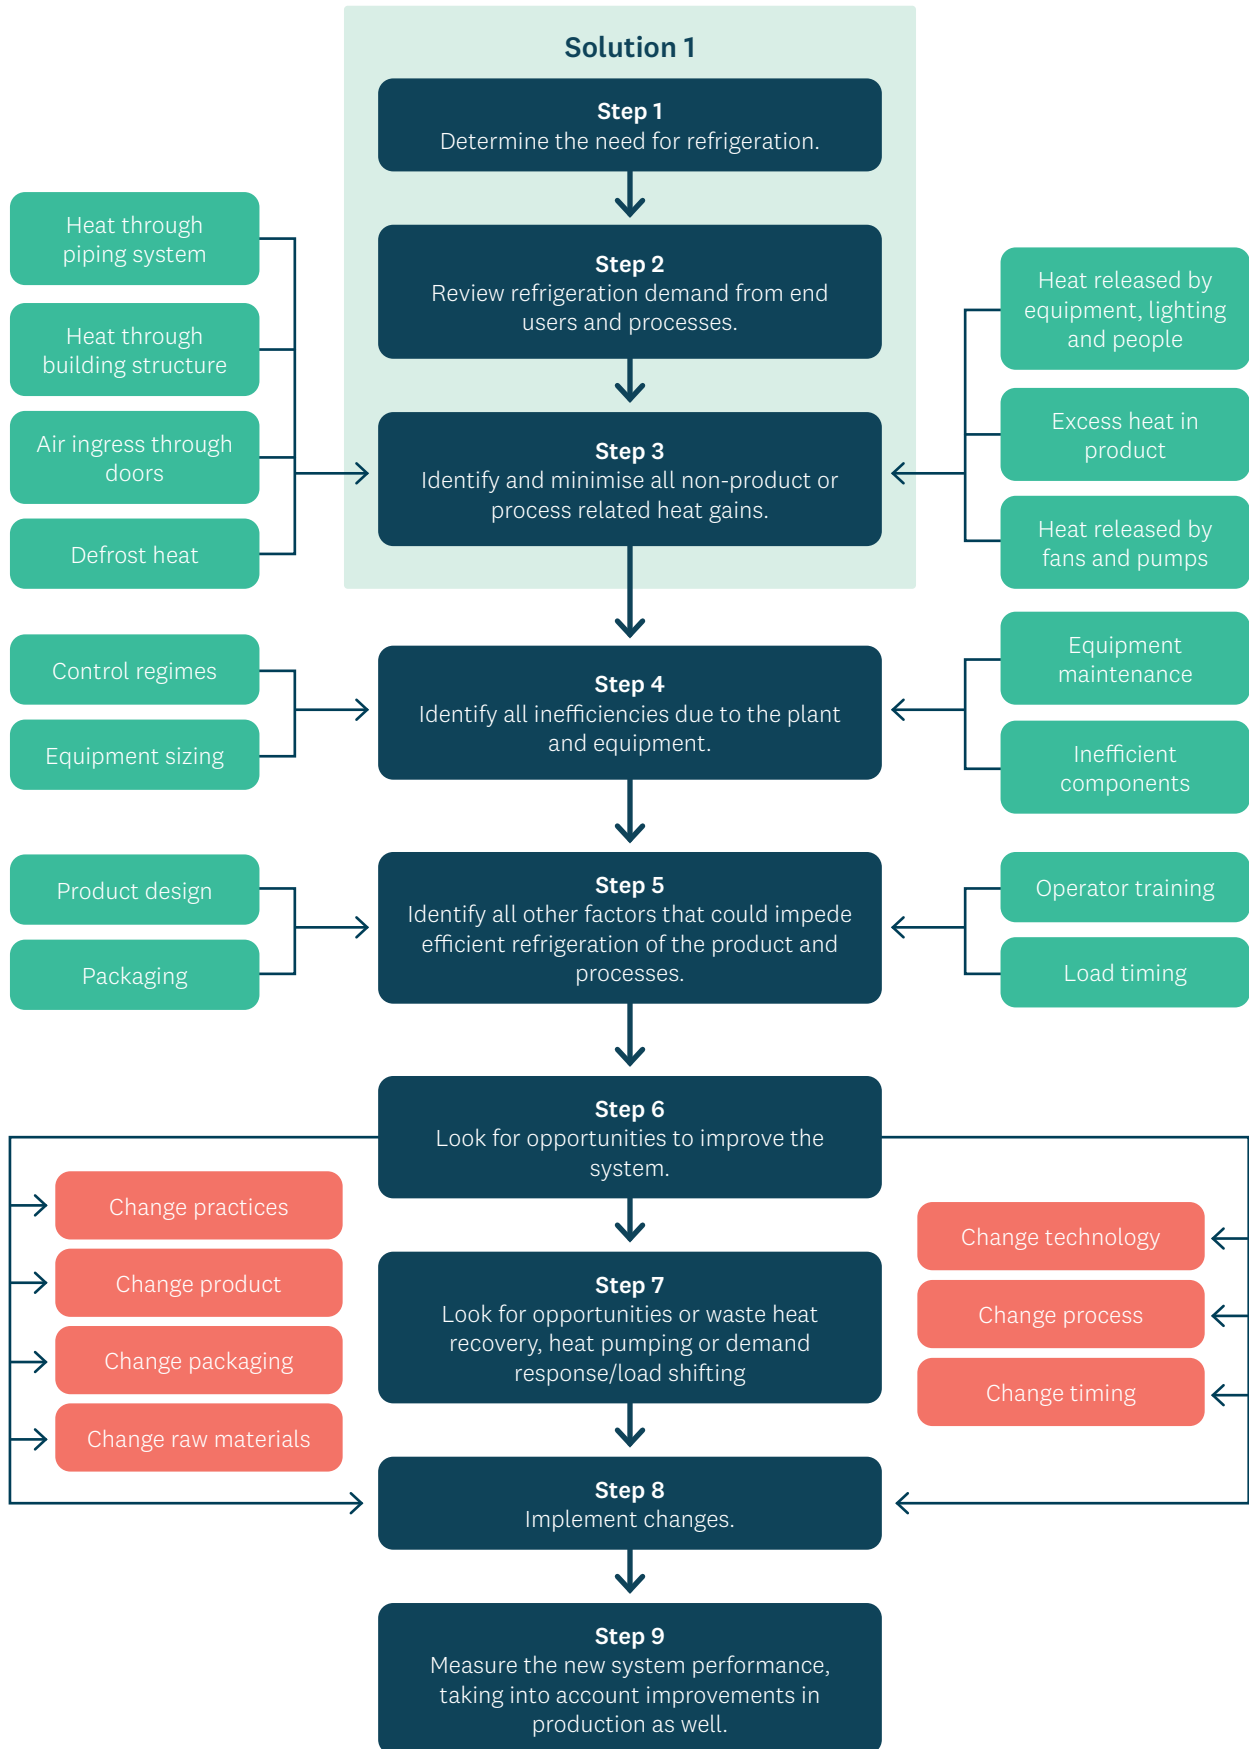 Solution 1
Step 1
Determine the need for refrigeration.
Step 2
Review refrigeration demand from end
users and processes.
Heat through
piping system
Heat through
building structure
Air ingress through
doors
Defrost heat
Step 3
Identify and minimise all non-product or
process related heat gains.
Heat released by
equipment, lighting
and people
Excess heat in
product
Heat released by
fans and pumps
Control regimes
Equipment sizing
Step 4
Identify all inefficiencies due to the plant
and equipment.
Equipment
maintenance
Inefficient
components
Product design
Packaging
Step 5
Identify all other factors that could impede
efficient refrigeration of the product and
processes.
Operator training
Load timing
Step 6
Look for opportunities to improve the
system.
Change practices
Change product
Change packaging
Change raw materials
Step 7
Look for opportunities or waste heat
recovery, heat pumping or demand
response/load shifting
Change technology
Change process
Change timing
Step 8
Implement changes.
Step 9
Measure the new system performance,
taking into account improvements in
production as well.